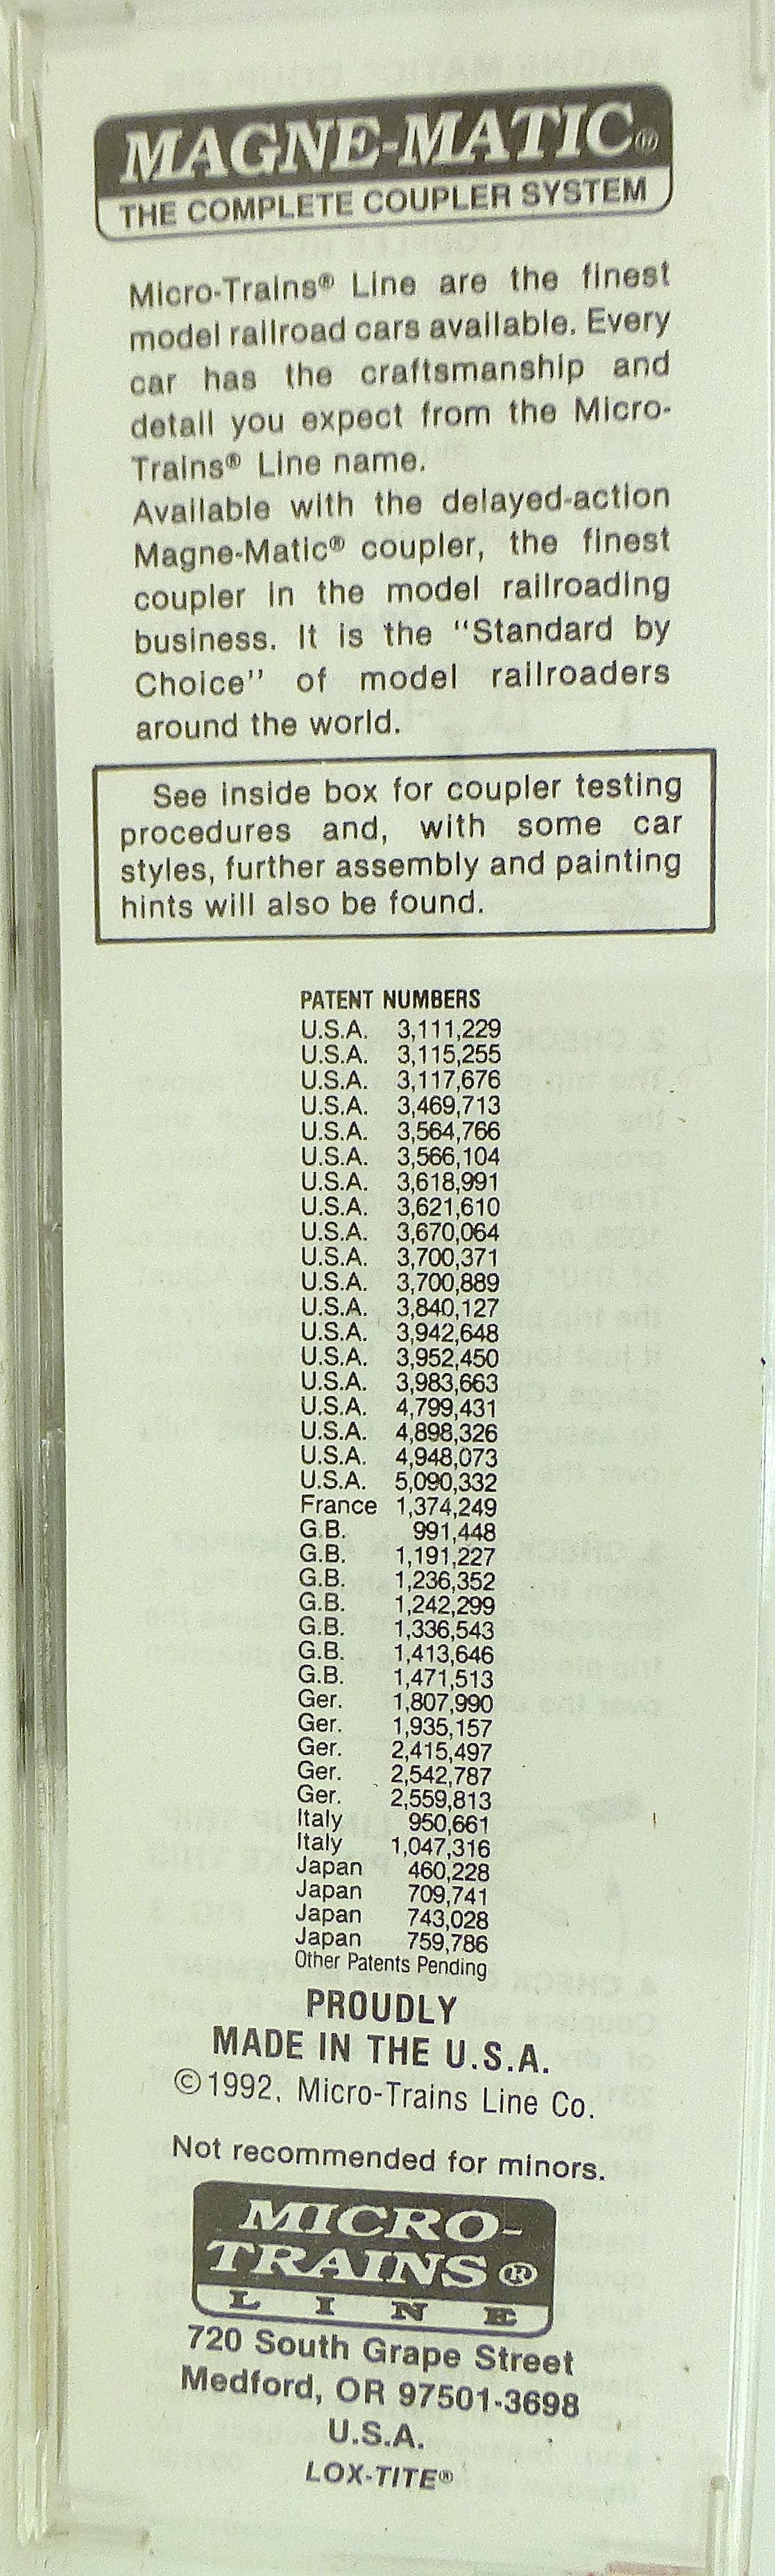 MAGNE-MATIC®
THE COMPLETE COUPLER SYSTEM
Micro-Trains® Line are the finest
model railroad cars available. Every
car has the craftsmanship and
detail you expect from the Micro-
Trains® Line name.
Available with the delayed-action
Magne-Matic® coupler, the finest
coupler in the model railroading
business. It is the "Standard by
Choice" of model railroaders
around the world.
See inside box for coupler testing
procedures and, with some car
styles, further assembly and painting
hints will also be found.
PATENT NUMBERS
U.S.A. 3,111,229
U.S.A. 3,115,255
U.S.A. 3,117,676
U.S.A. 3,469,713
U.S.A. 3,564,766
U.S.A. 3,566,104
U.S.A. 3,618,991
U.S.A. 3,621,610
U.S.A. 3,670,064
U.S.A. 3,700,371
U.S.A. 3,700,889
U.S.A. 3,840,127
U.S.A. 3,942,648
U.S.A. 3,952,450
U.S.A. 3,983,663
U.S.A. 4,799,431
U.S.A. 4,898,326
U.S.A. 4,948,073
U.S.A. 5,090,332
France 1,374,249
G.B. 991,448
G.B. 1,191,227
G.B. 1,236,352
G.B. 1,242,299
G.B. 1,336,543
G.B. 1,413,646
G.B. 1,471,513
Ger. 1,807,990
Ger. 1,935,157
Ger. 2,415,497
Ger. 2,542,787
Ger. 2,559,813
Italy 950,661
Italy 1,047,316
Japan 460,228
Japan 709,741
Japan 743,028
Japan 759,786
Other Patents Pending
PROUDLY
MADE IN THE U.S.A.
©1992, Micro-Trains Line Co.
Not recommended for minors.
MICRO-
TRAINS®
LINE
720 South Grape Street
Medford, OR 97501-3698
U.S.A.
LOX-TITE®